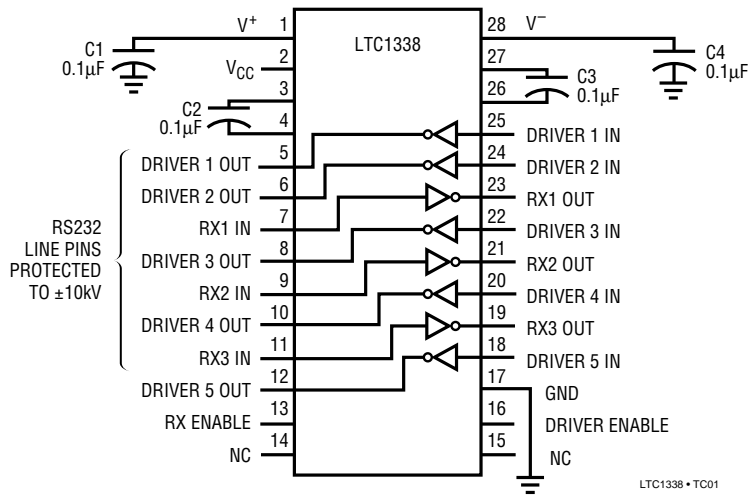 LTC1338
V+ 1
28 V−
C1
0.1µF
VCC 2
27
C4
0.1µF
3
C3
0.1µF
26
C2
0.1µF
4
25 DRIVER 1 IN
DRIVER 1 OUT 5
24 DRIVER 2 IN
DRIVER 2 OUT 6
23 RX1 OUT
RX1 IN 7
22 DRIVER 3 IN
DRIVER 3 OUT 8
21 RX2 OUT
RX2 IN 9
20 DRIVER 4 IN
DRIVER 4 OUT 10
19 RX3 OUT
RX3 IN 11
18 DRIVER 5 IN
DRIVER 5 OUT 12
17 GND
RX ENABLE 13
16 DRIVER ENABLE
NC 14
15 NC
RS232
LINE PINS
PROTECTED
TO ±10kV
LTC1338 • TC01